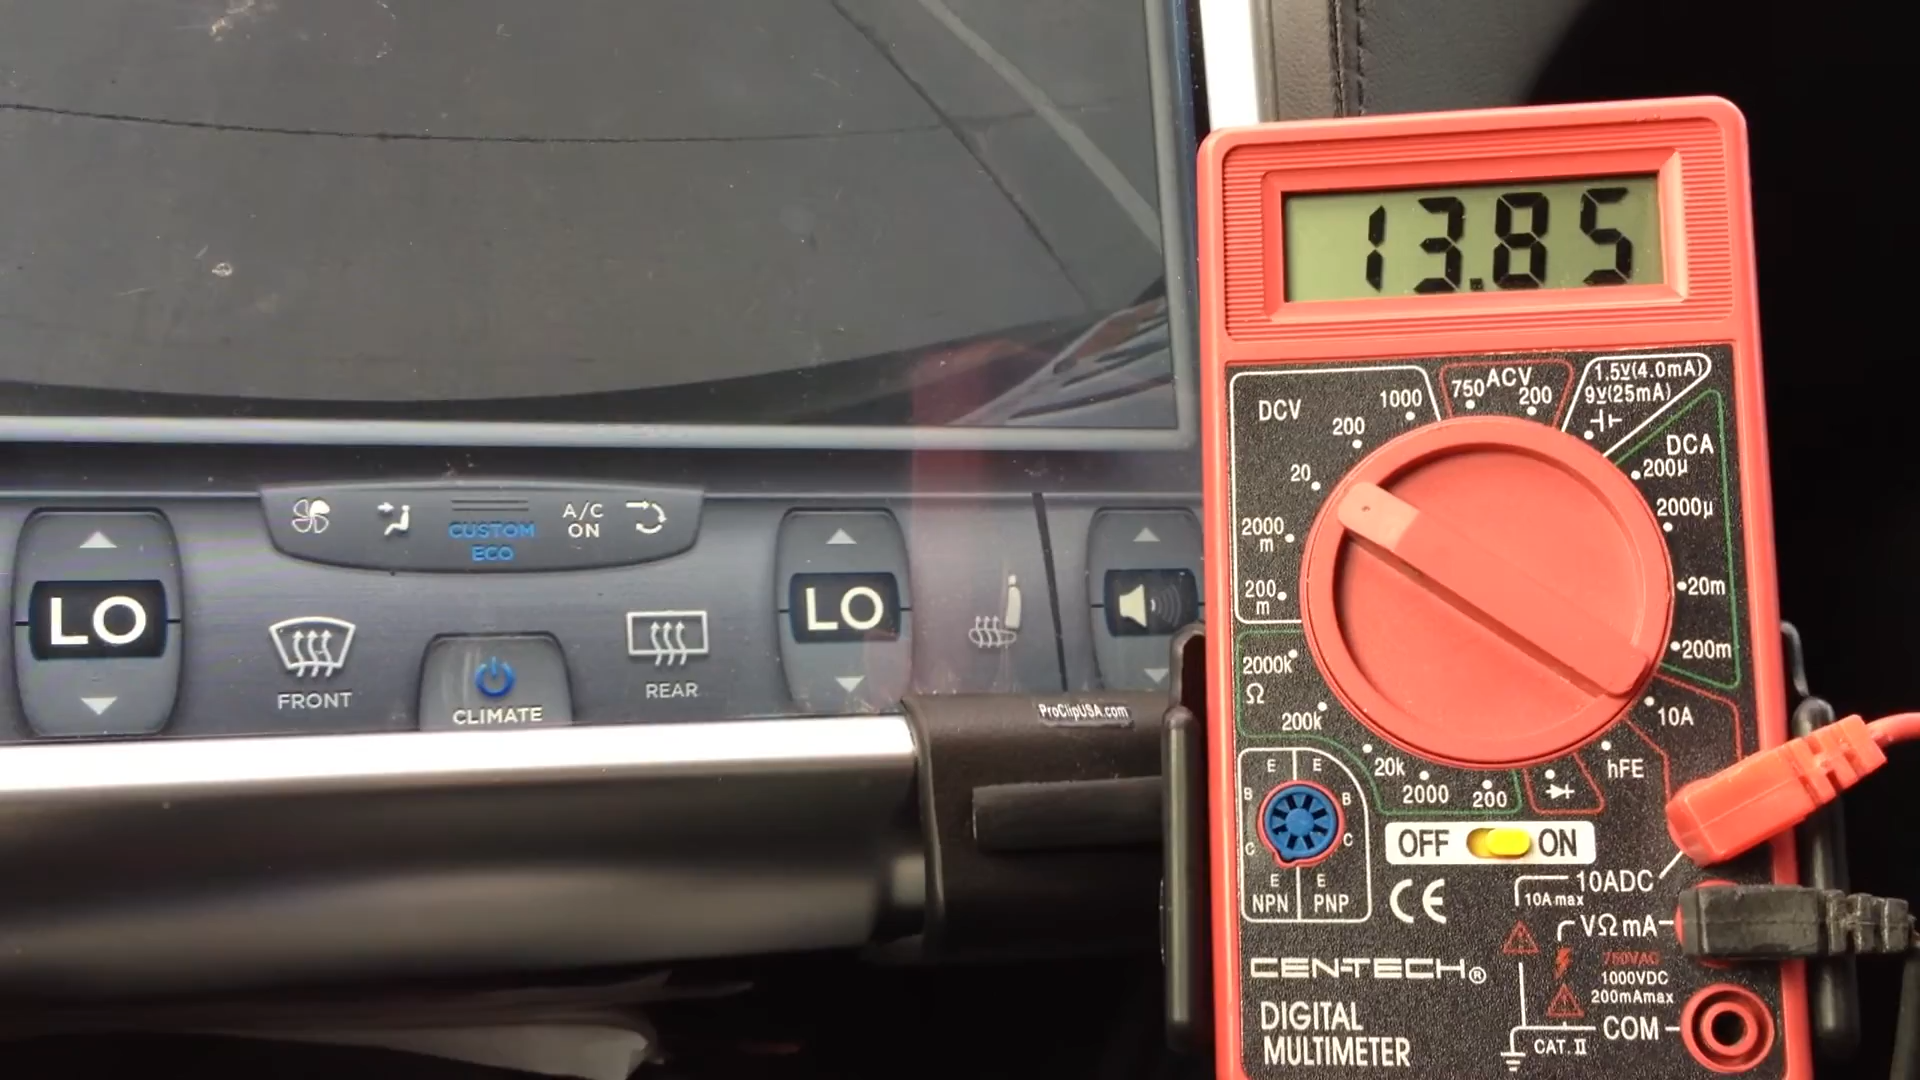 LO
CUSTOM
ECO
A/C
ON
FRONT
CLIMATE
REAR
LO
ProClipUSA.com
13.85
DCV
1000
750
ACV
200
1.5V(4.0mA)
9V(25mA)
200
20
2000
m
200
m
DCA
200µ
2000µ
20m
200m
10A
2000k
Ω
200k
20k
2000
200
hFE
E
E
B
B
C
C
E
E
NPN
PNP
OFF
ON
CE
10ADC
10A max
VΩmA
750VAC
1000VDC
200mAmax
COM
CAT. II
CEN-TECH®
DIGITAL
MULTIMETER